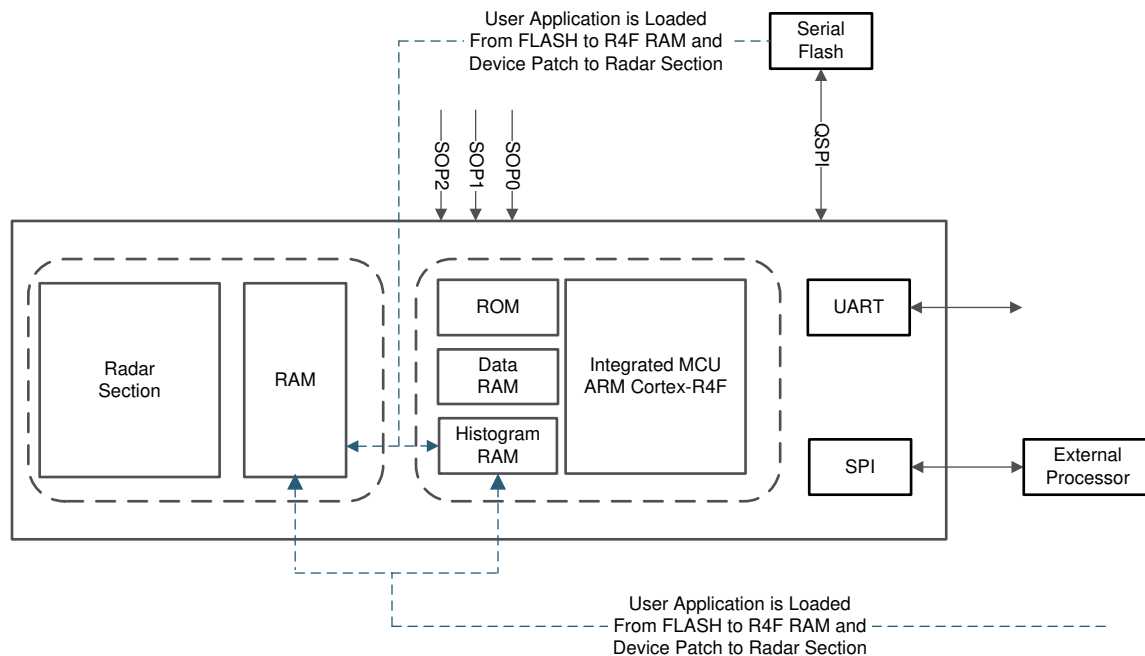 User Application is Loaded
From FLASH to R4F RAM and
Device Patch to Radar Section
Serial
Flash
SOP2
SOP1
SOP0
QSPI
Radar
Section
RAM
ROM
Data
RAM
Histogram
RAM
Integrated MCU
ARM Cortex-R4F
UART
SPI
External
Processor
User Application is Loaded
From FLASH to R4F RAM and
Device Patch to Radar Section